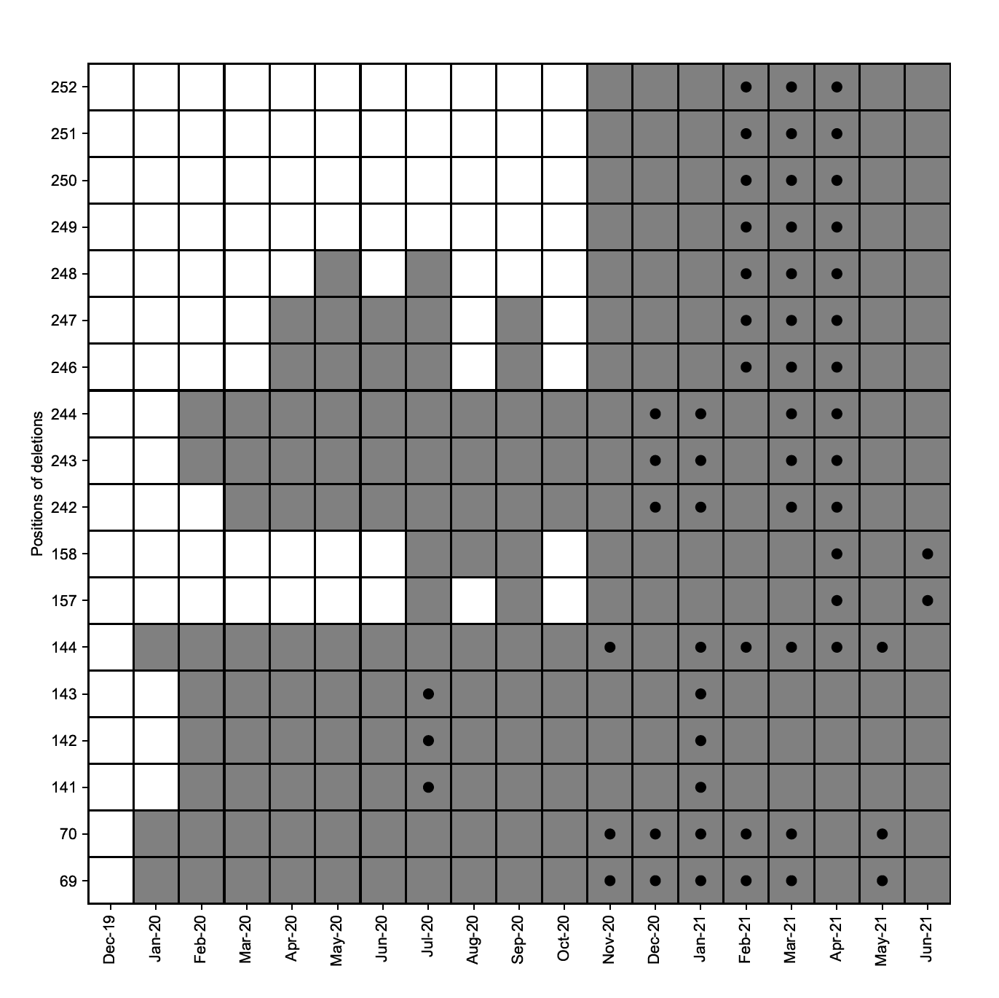 252
251
250
249
248
247
246
244
243
242
158
157
144
143
142
141
70
69
Positions of deletions
Dec-19
Jan-20
Feb-20
Mar-20
Apr-20
May-20
Jun-20
Jul-20
Aug-20
Sep-20
Oct-20
Nov-20
Dec-20
Jan-21
Feb-21
Mar-21
Apr-21
May-21
Jun-21